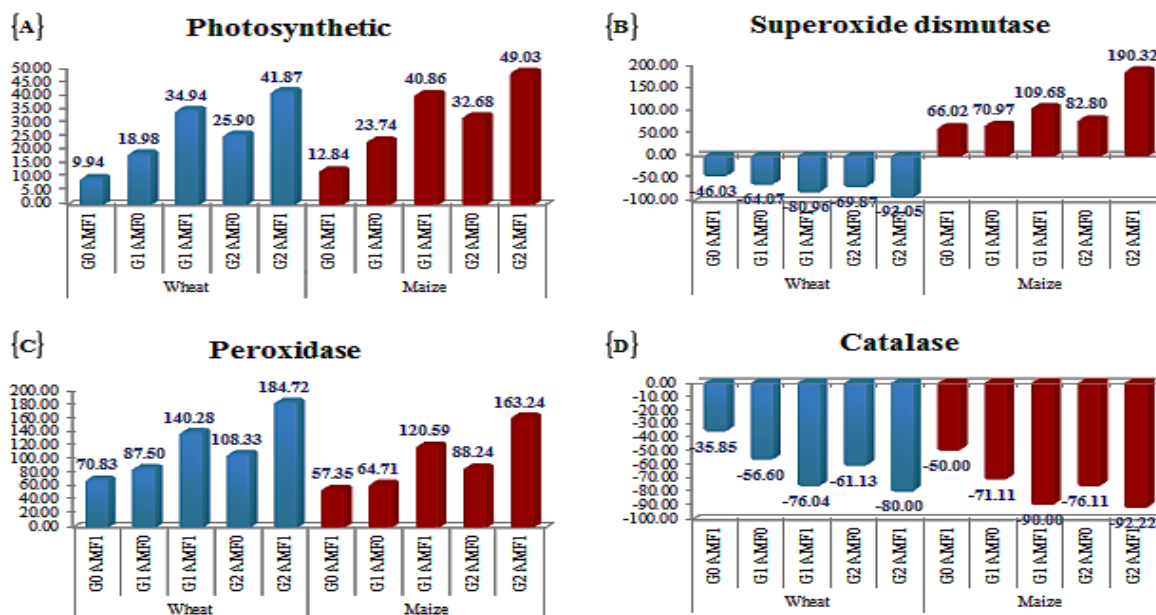 {A}
Photosynthetic
50.00
45.00
40.00
35.00
30.00
25.00
20.00
15.00
10.00
5.00
0.00
9.94
18.98
34.94
25.90
41.87
12.84
23.74
40.86
32.68
49.03
G0 AMF1
G1 AMF0
G1 AMF1
G2 AMF0
G2 AMF1
G0 AMF1
G1 AMF0
G1 AMF1
G2 AMF0
G2 AMF1
Wheat
Maize
{B}
Superoxide dismutase
200.00
150.00
100.00
50.00
0.00
-50.00
-100.00
-46.03
-64.07
-80.96
-69.87
-92.05
66.02
70.97
109.68
82.80
190.32
G0 AMF1
G1 AMF0
G1 AMF1
G2 AMF0
G2 AMF1
G0 AMF1
G1 AMF0
G1 AMF1
G2 AMF0
G2 AMF1
Wheat
Maize
{C}
Peroxidase
200.00
180.00
160.00
140.00
120.00
100.00
80.00
60.00
40.00
20.00
0.00
70.83
87.50
140.28
108.33
184.72
57.35
64.71
120.59
88.24
163.24
G0 AMF1
G1 AMF0
G1 AMF1
G2 AMF0
G2 AMF1
G0 AMF1
G1 AMF0
G1 AMF1
G2 AMF0
G2 AMF1
Wheat
Maize
{D}
Catalase
0.00
-10.00
-20.00
-30.00
-40.00
-50.00
-60.00
-70.00
-80.00
-90.00
-100.00
-35.85
-56.60
-76.04
-61.13
-80.00
-50.00
-71.11
-90.00
-76.11
-92.22
G0 AMF1
G1 AMF0
G1 AMF1
G2 AMF0
G2 AMF1
G0 AMF1
G1 AMF0
G1 AMF1
G2 AMF0
G2 AMF1
Wheat
Maize